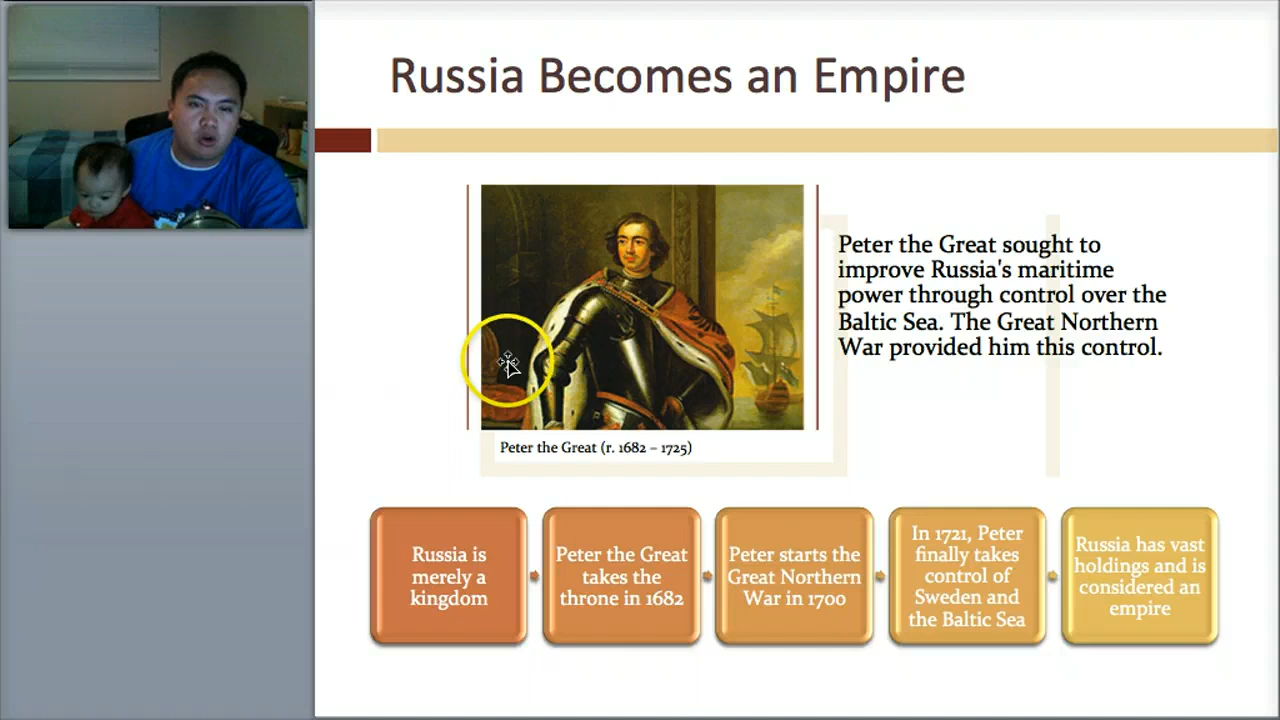 Russia Becomes an Empire
Peter the Great sought to
improve Russia's maritime
power through control over the
Baltic Sea. The Great Northern
War provided him this control.
Peter the Great (r. 1682 – 1725)
Russia is
merely a
kingdom
Peter the Great
takes the
throne in 1682
Peter starts the
Great Northern
War in 1700
In 1721, Peter
finally takes
control of
Sweden and
the Baltic Sea
Russia has vast
holdings and is
considered an
empire